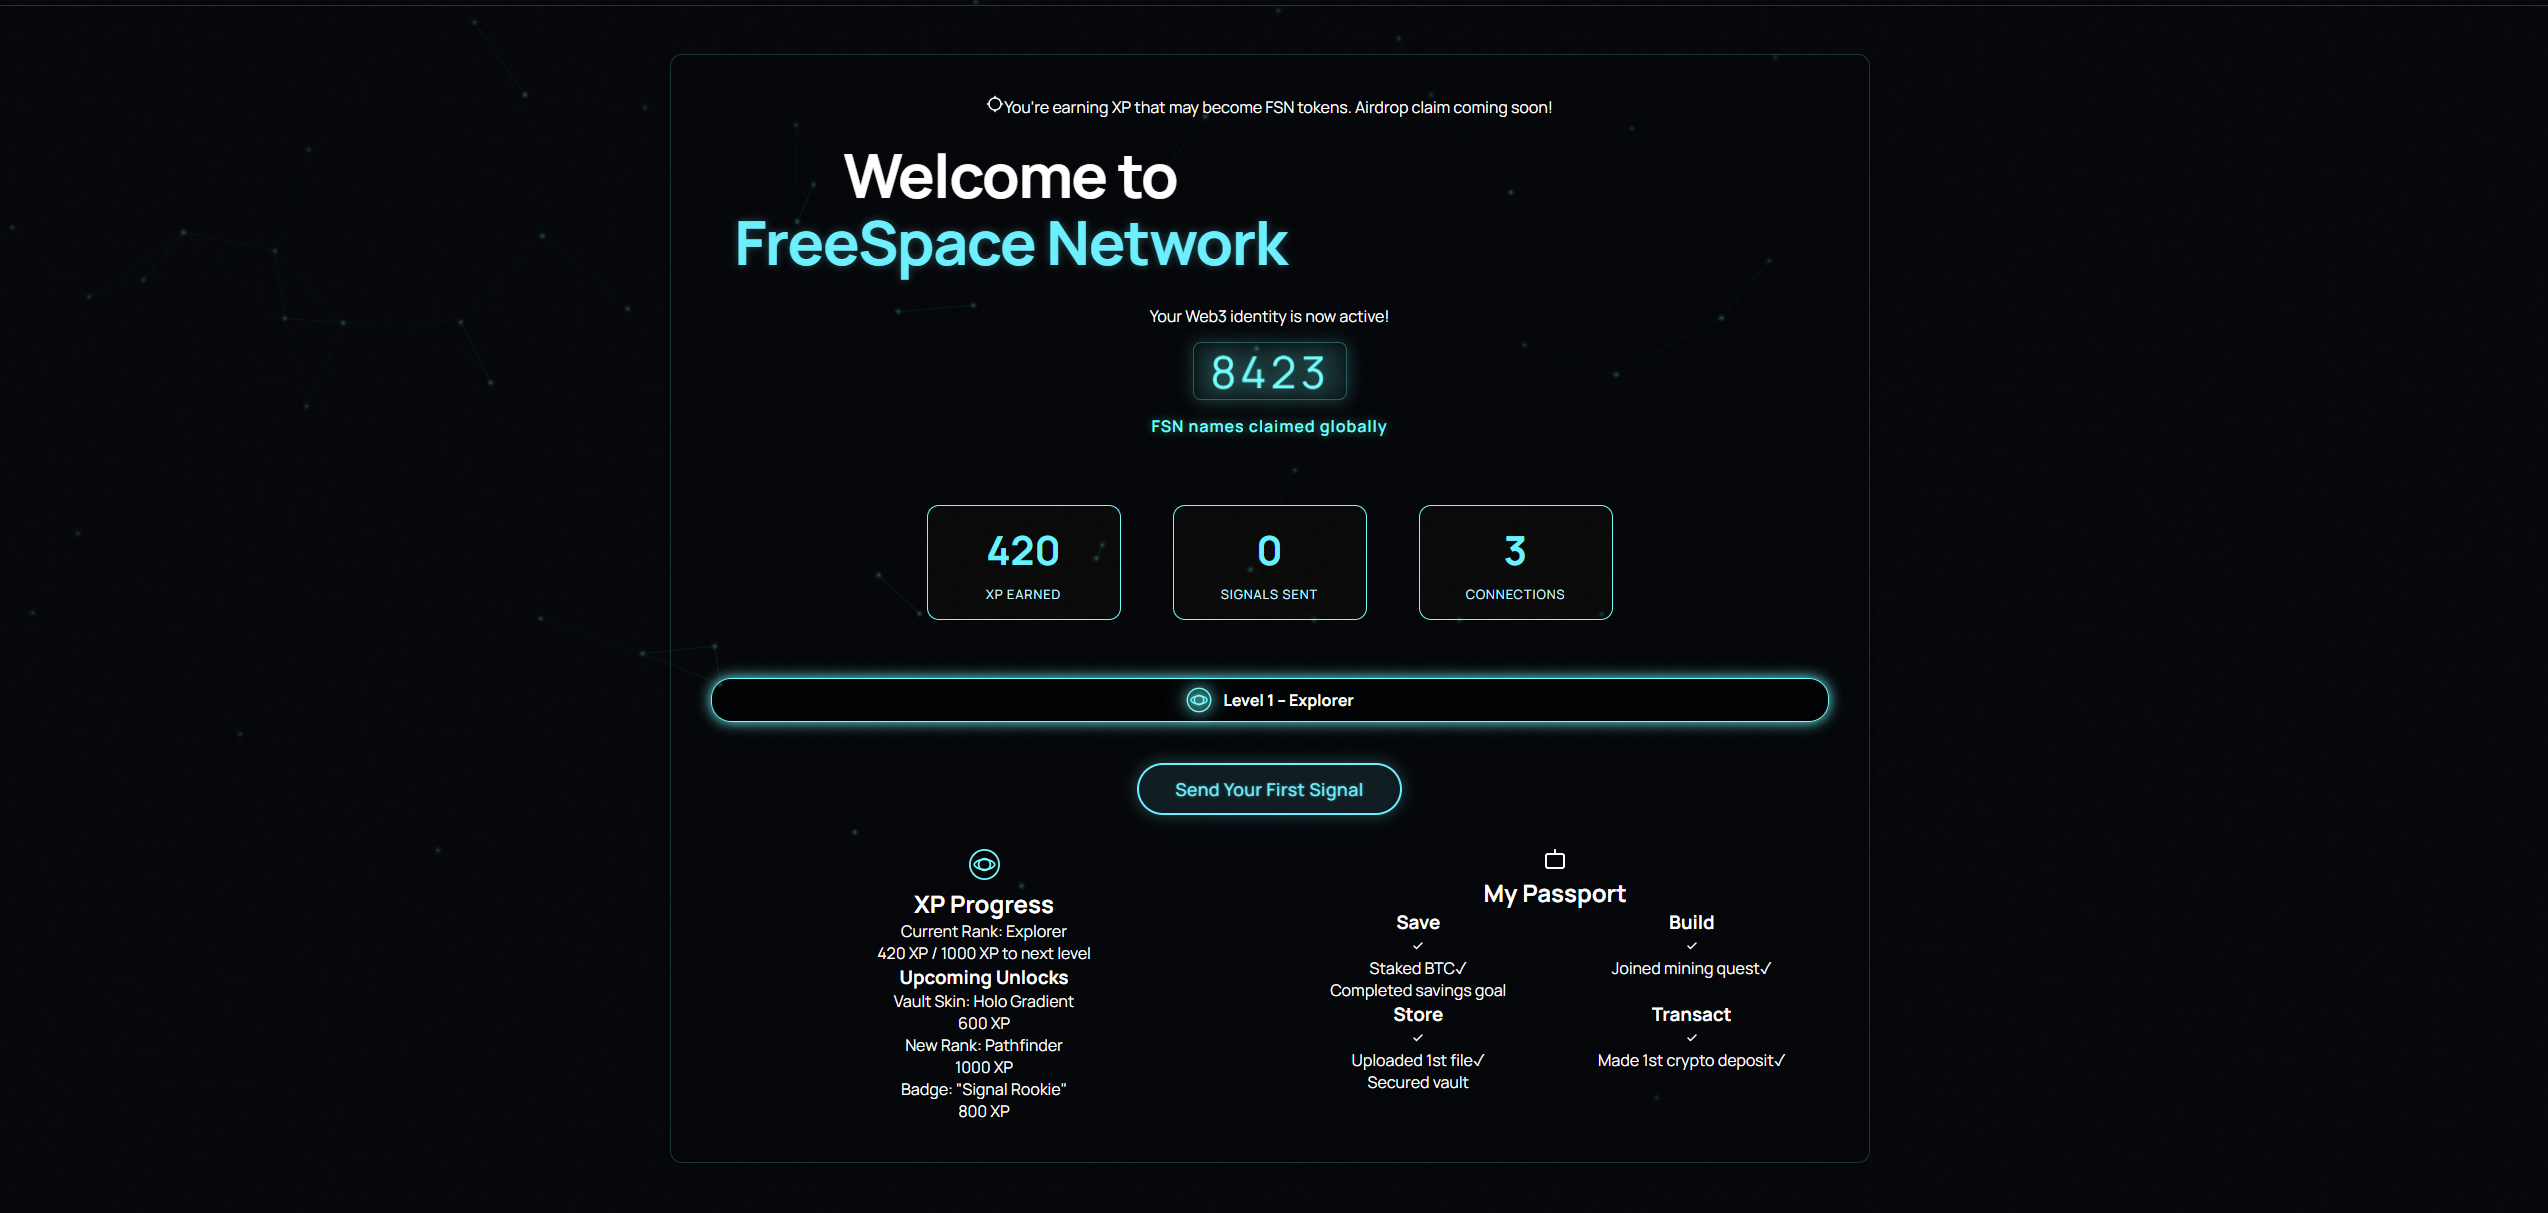 You're earning XP that may become FSN tokens. Airdrop claim coming soon!
Welcome to
FreeSpace Network
Your Web3 identity is now active!
8423
FSN names claimed globally
420
XP EARNED
0
SIGNALS SENT
3
CONNECTIONS
Level 1 – Explorer
Send Your First Signal
XP Progress
Current Rank: Explorer
420 XP / 1000 XP to next level
Upcoming Unlocks
Vault Skin: Holo Gradient
600 XP
New Rank: Pathfinder
1000 XP
Badge: "Signal Rookie"
800 XP
My Passport
Save
✓
Staked BTC✓
Completed savings goal
Build
✓
Joined mining quest✓
Store
✓
Uploaded 1st file✓
Secured vault
Transact
✓
Made 1st crypto deposit✓